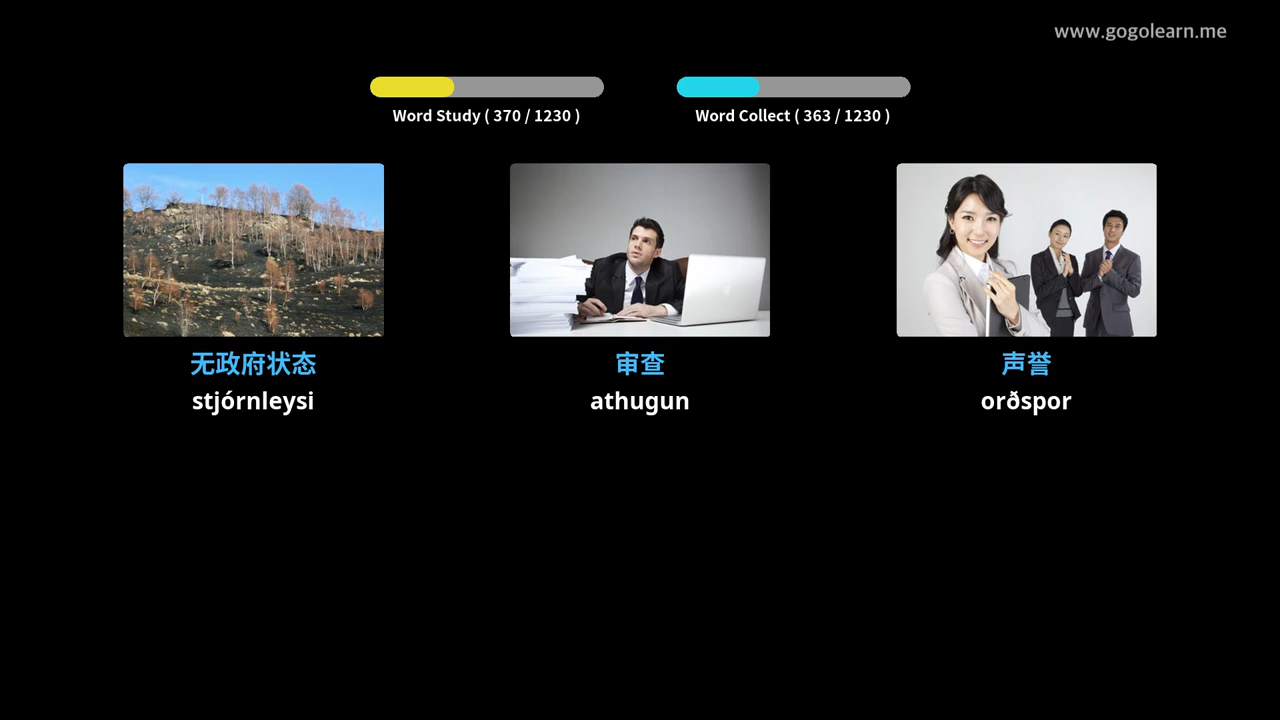 www.gogolearn.me
Word Study ( 370 / 1230 )
Word Collect ( 363 / 1230 )
无政府状态
stjórnleysi
审查
athugun
声誉
orðspor